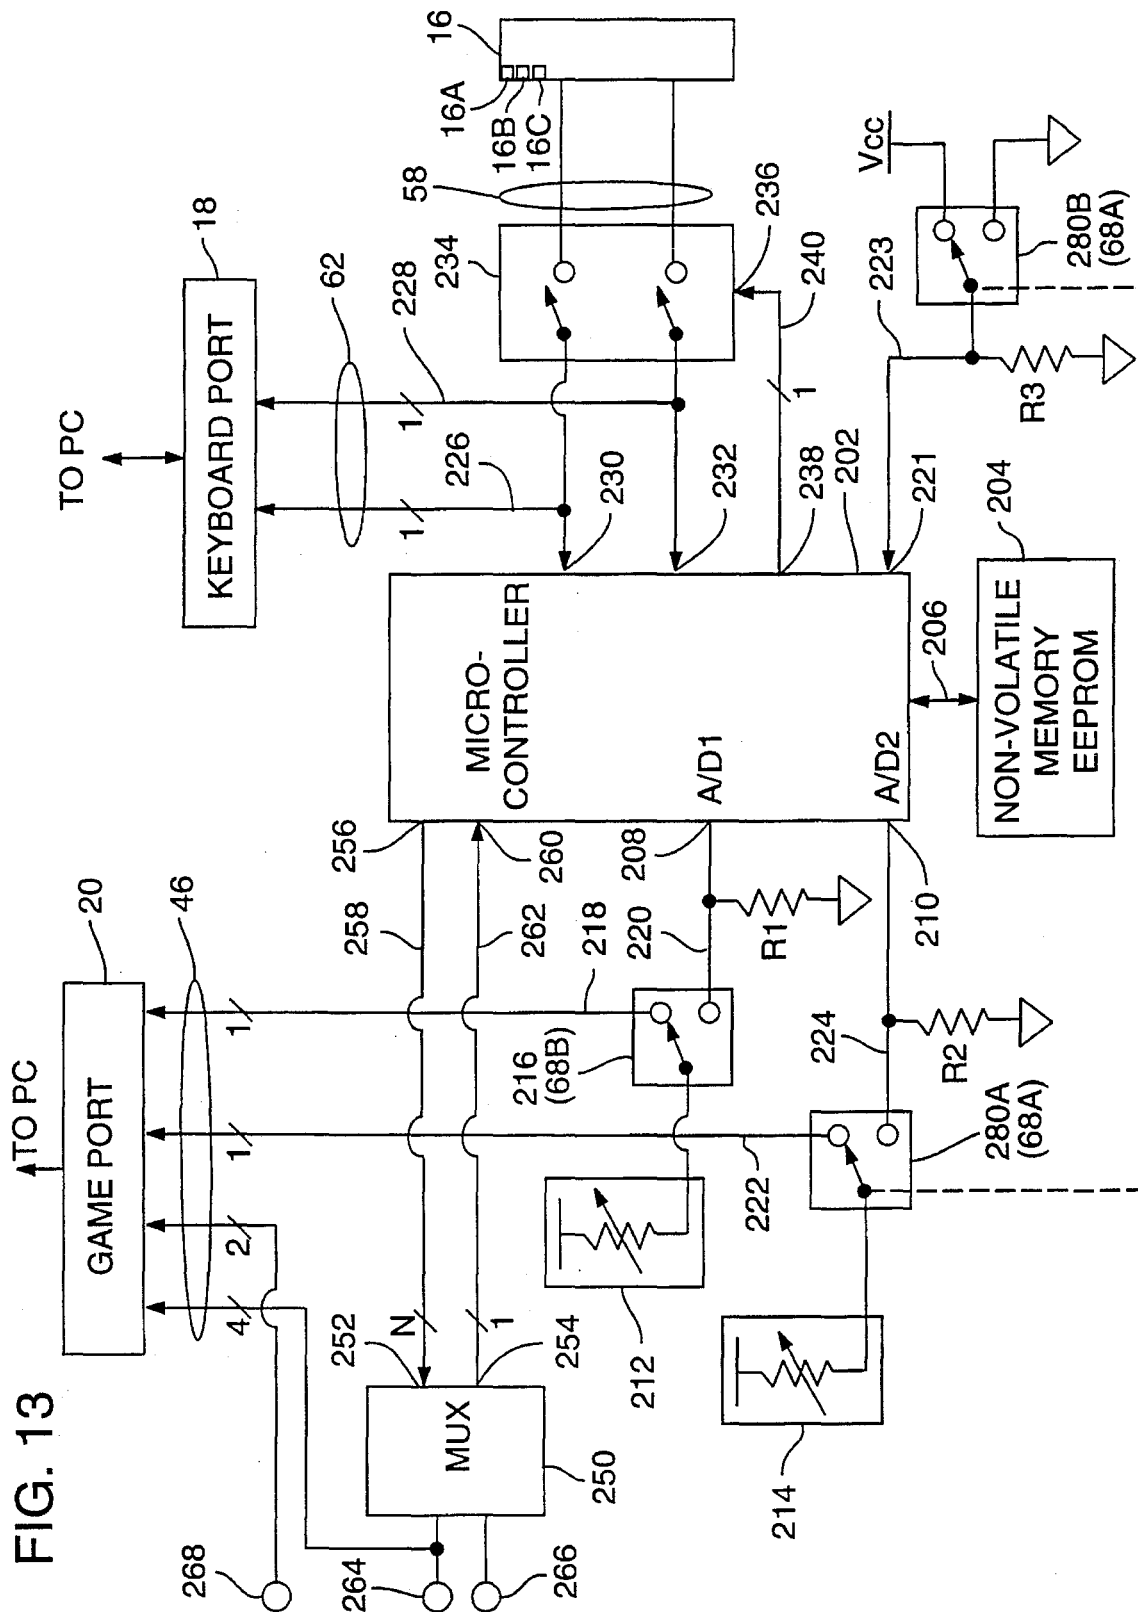 FIG. 13
TO PC
GAME PORT
20
46
4
2
1
1
268
264
266
MUX
250
252
254
N
1
256
258
260
262
218
220
208
216
(68B)
212
214
222
224
210
R1
R2
280A
(68A)
MICRO-
CONTROLLER
A/D1
A/D2
TO PC
KEYBOARD PORT
18
62
1
1
226
228
230
232
234
58
16
16A
16B
16C
236
240
1
238
202
221
223
206
204
NON-VOLATILE
MEMORY
EEPROM
R3
Vcc
280B
(68A)